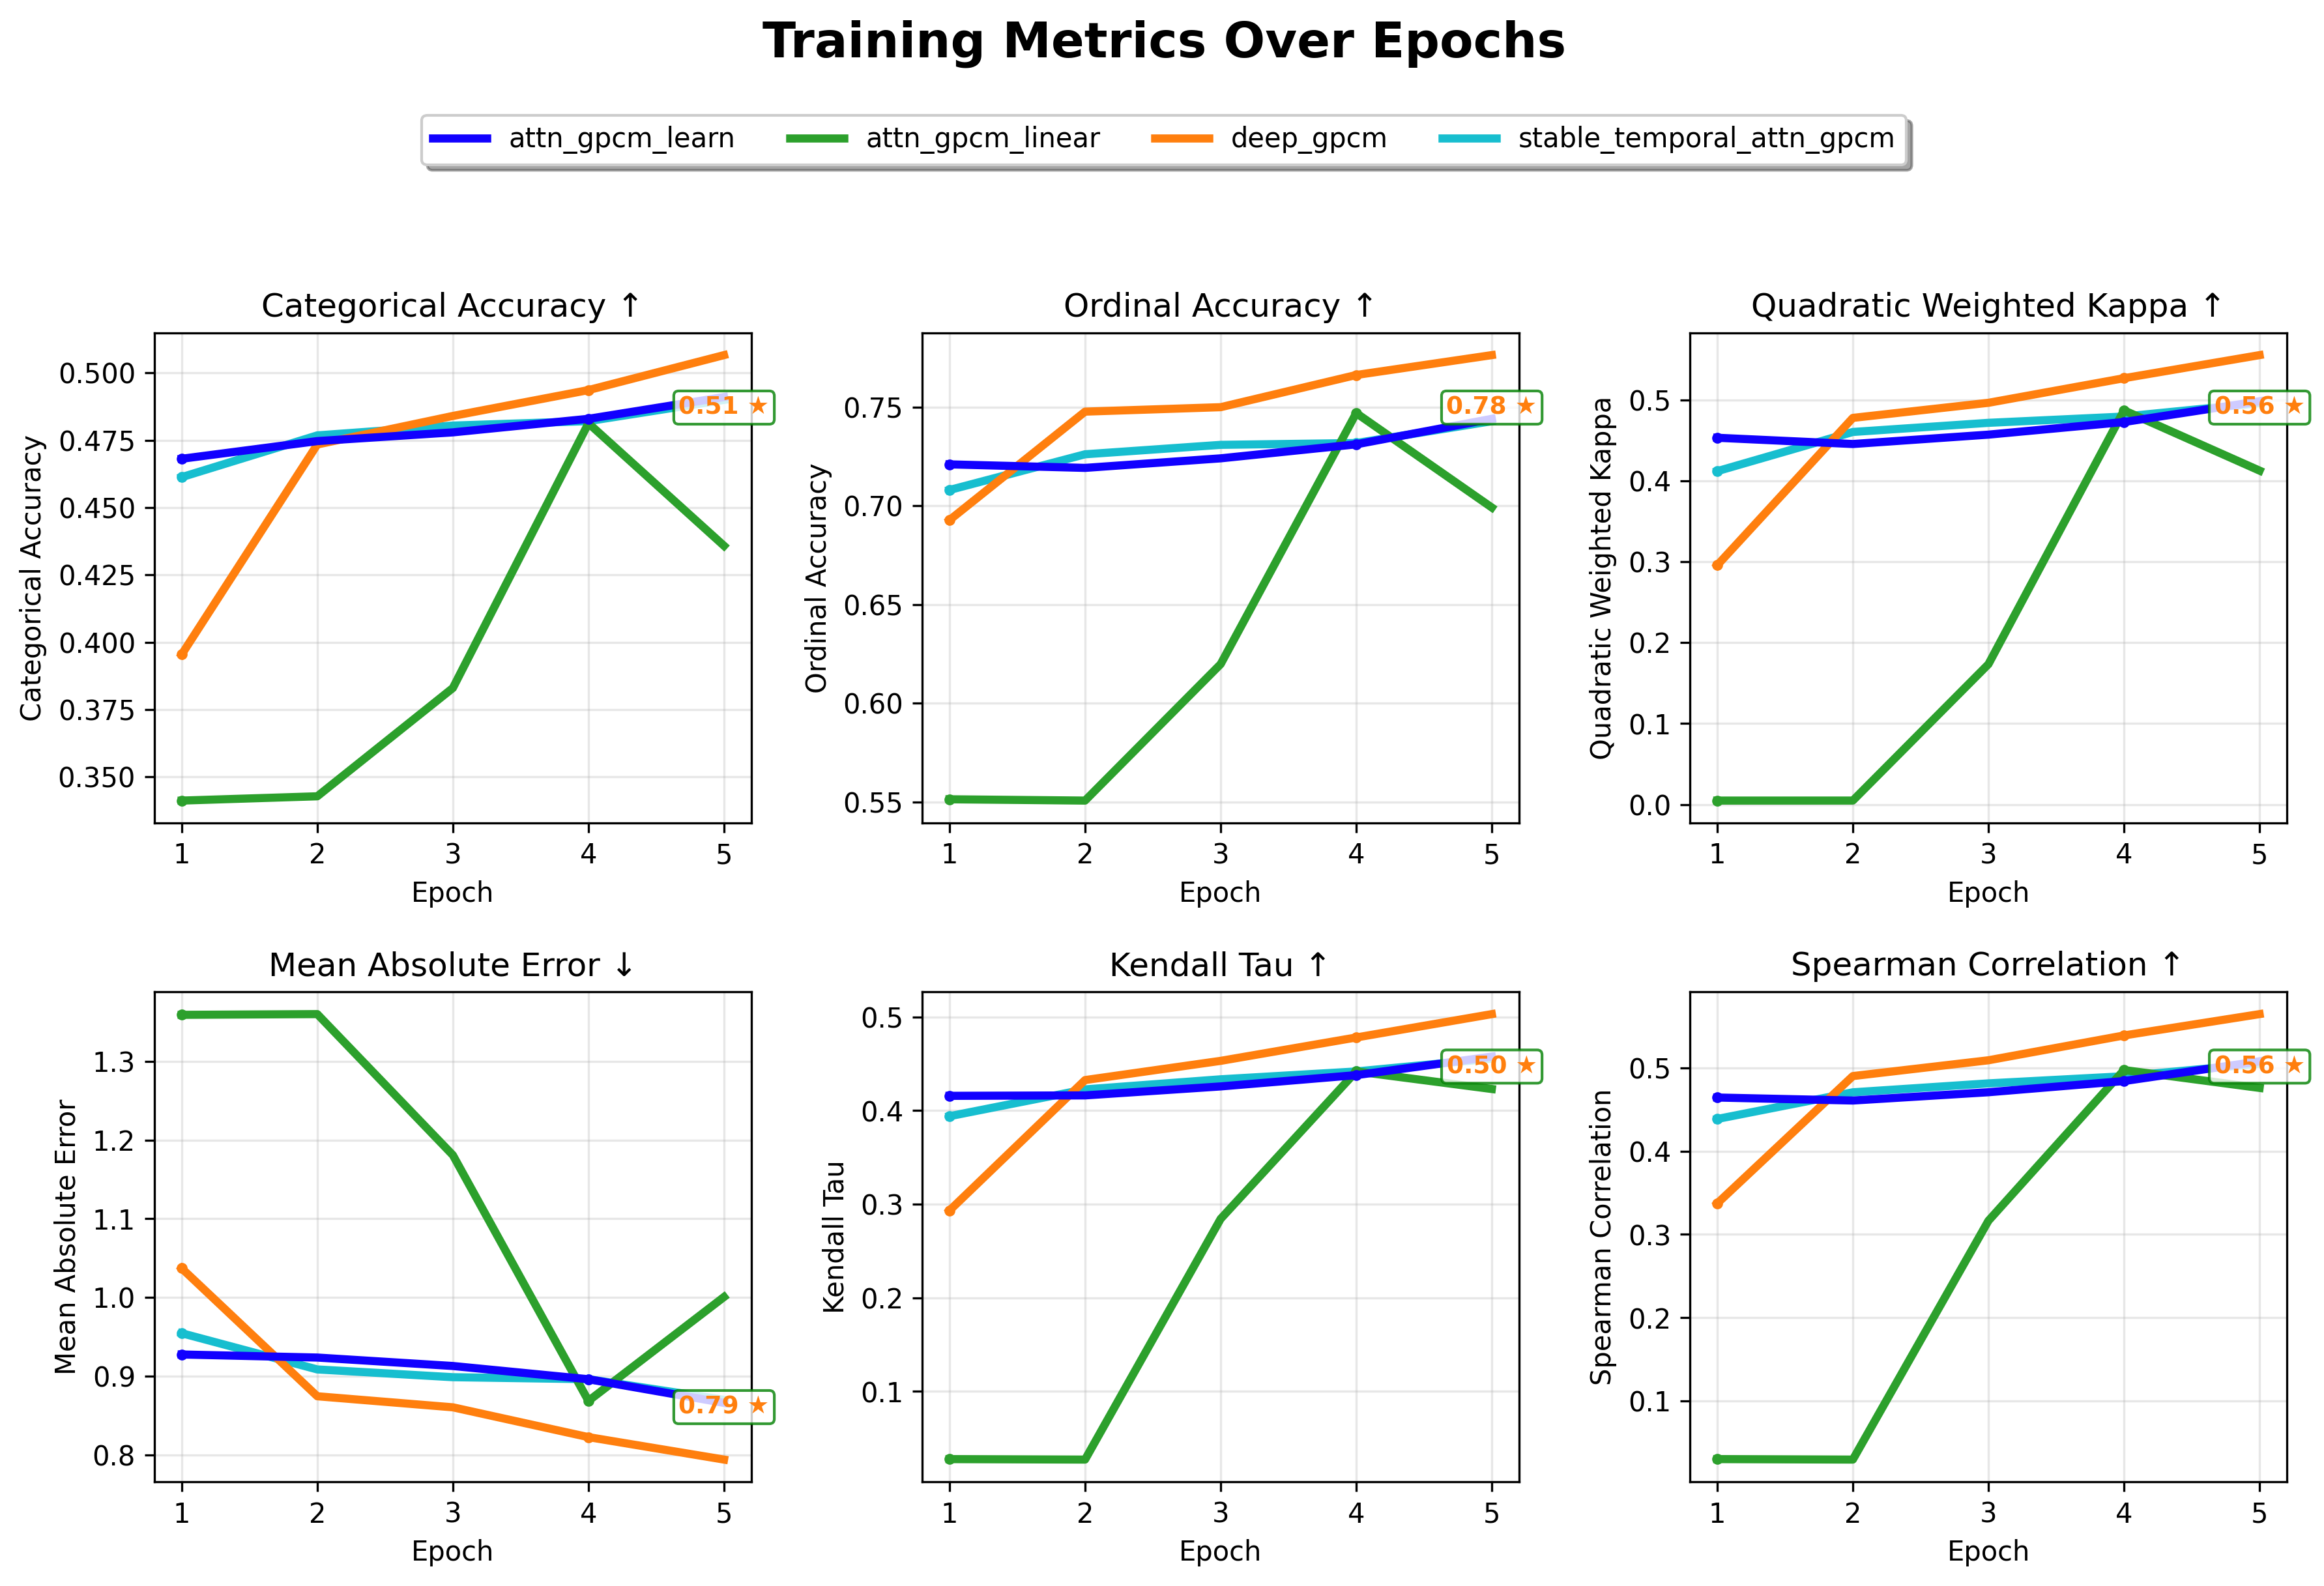 Training Metrics Over Epochs
attn_gpcm_learn attn_gpcm_linear deep_gpcm stable_temporal_attn_gpcm
Categorical Accuracy ↑
Categorical Accuracy
0.500
0.475
0.450
0.425
0.400
0.375
0.350
0.51 ★
1 2 3 4 5
Epoch
Ordinal Accuracy ↑
Ordinal Accuracy
0.75
0.70
0.65
0.60
0.55
0.78 ★
1 2 3 4 5
Epoch
Quadratic Weighted Kappa ↑
Quadratic Weighted Kappa
0.5
0.4
0.3
0.2
0.1
0.0
0.56 ★
1 2 3 4 5
Epoch
Mean Absolute Error ↓
Mean Absolute Error
1.3
1.2
1.1
1.0
0.9
0.8
0.79 ★
1 2 3 4 5
Epoch
Kendall Tau ↑
Kendall Tau
0.5
0.4
0.3
0.2
0.1
0.50 ★
1 2 3 4 5
Epoch
Spearman Correlation ↑
Spearman Correlation
0.5
0.4
0.3
0.2
0.1
0.56 ★
1 2 3 4 5
Epoch